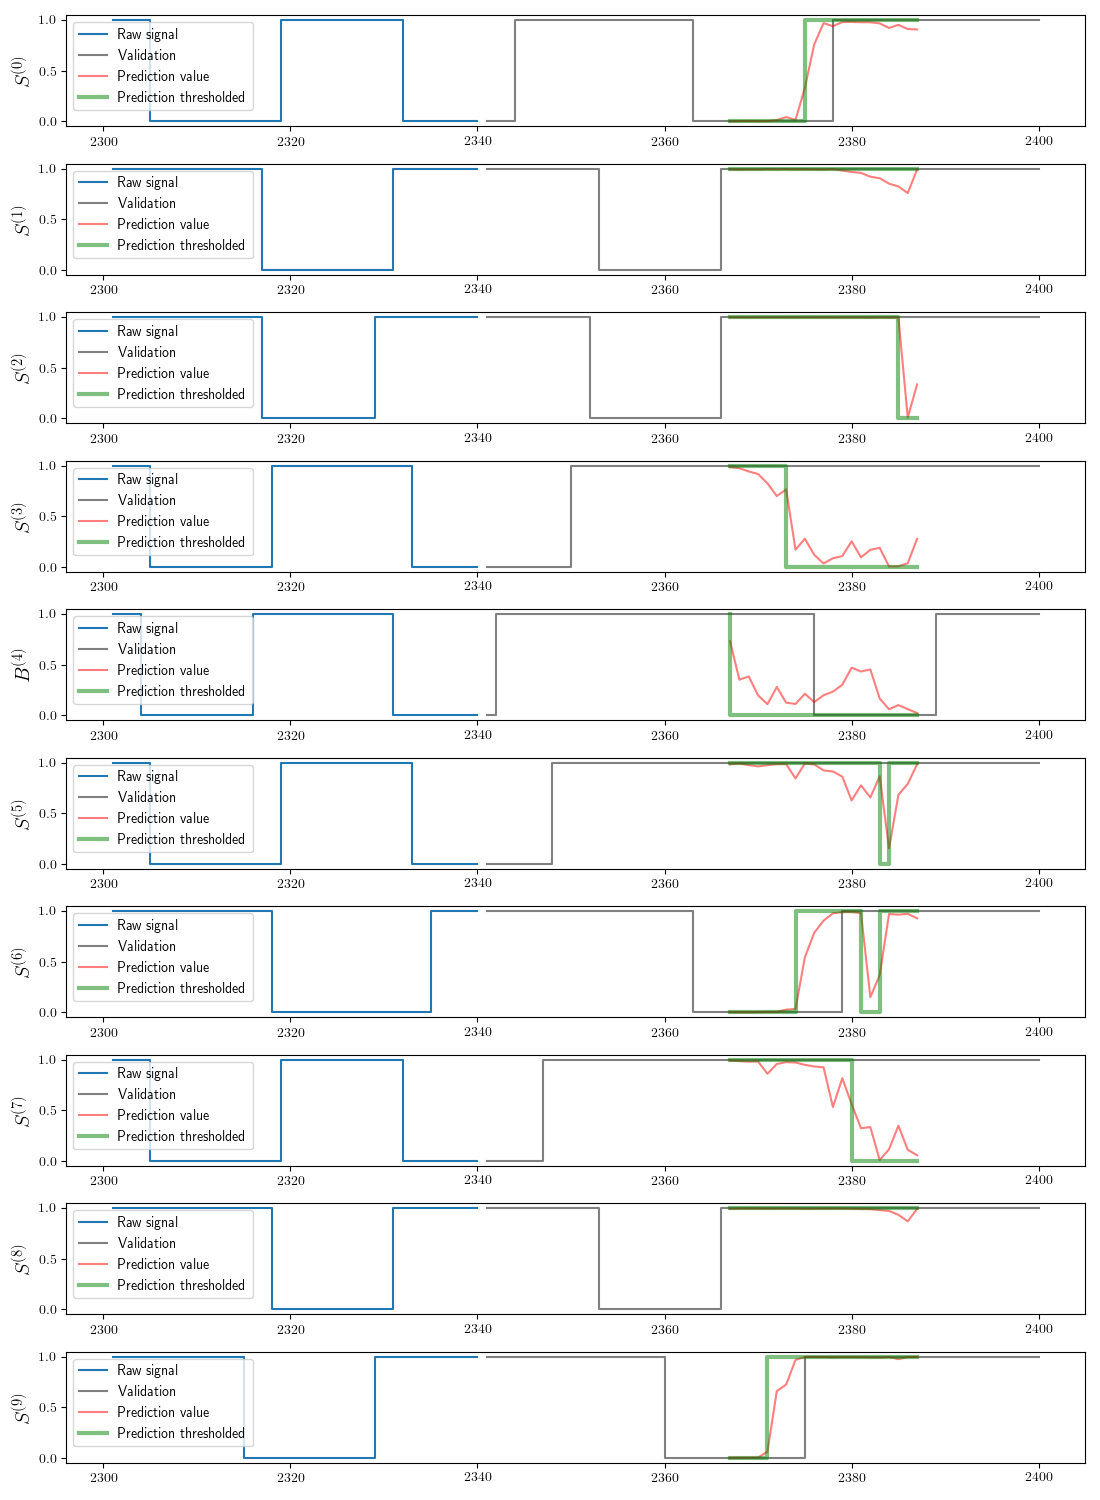 1.0
0.5
0.0
S(0)
Raw signal
Validation
Prediction value
Prediction thresholded
2300 2320 2340 2360 2380 2400
1.0
0.5
0.0
S(1)
Raw signal
Validation
Prediction value
Prediction thresholded
2300 2320 2340 2360 2380 2400
1.0
0.5
0.0
S(2)
Raw signal
Validation
Prediction value
Prediction thresholded
2300 2320 2340 2360 2380 2400
1.0
0.5
0.0
S(3)
Raw signal
Validation
Prediction value
Prediction thresholded
2300 2320 2340 2360 2380 2400
1.0
0.5
0.0
B(4)
Raw signal
Validation
Prediction value
Prediction thresholded
2300 2320 2340 2360 2380 2400
1.0
0.5
0.0
S(5)
Raw signal
Validation
Prediction value
Prediction thresholded
2300 2320 2340 2360 2380 2400
1.0
0.5
0.0
S(6)
Raw signal
Validation
Prediction value
Prediction thresholded
2300 2320 2340 2360 2380 2400
1.0
0.5
0.0
S(7)
Raw signal
Validation
Prediction value
Prediction thresholded
2300 2320 2340 2360 2380 2400
1.0
0.5
0.0
S(8)
Raw signal
Validation
Prediction value
Prediction thresholded
2300 2320 2340 2360 2380 2400
1.0
0.5
0.0
S(9)
Raw signal
Validation
Prediction value
Prediction thresholded
2300 2320 2340 2360 2380 2400